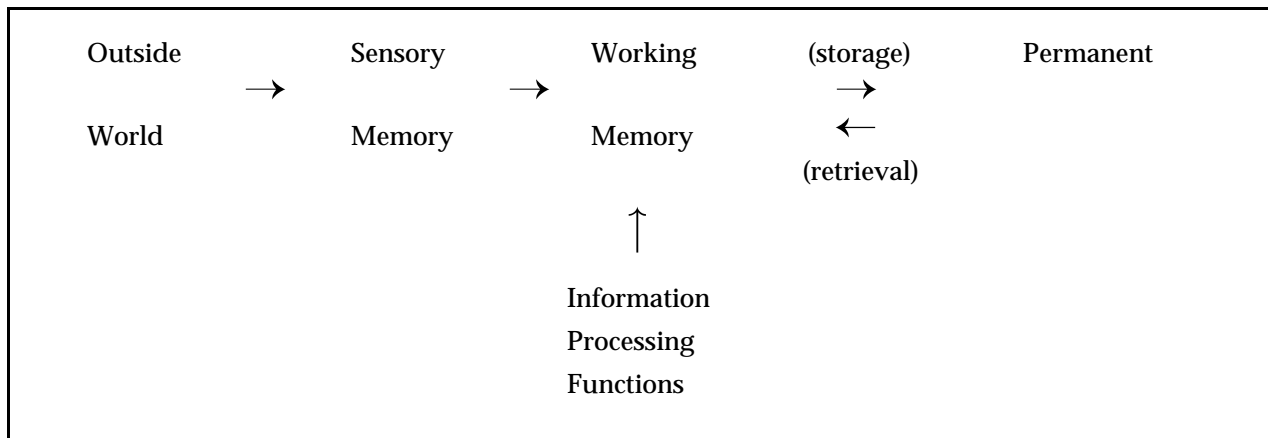 Outside Sensory Working (storage) Permanent
→ → →
World Memory Memory ←
(retrieval)
↑
Information
Processing
Functions